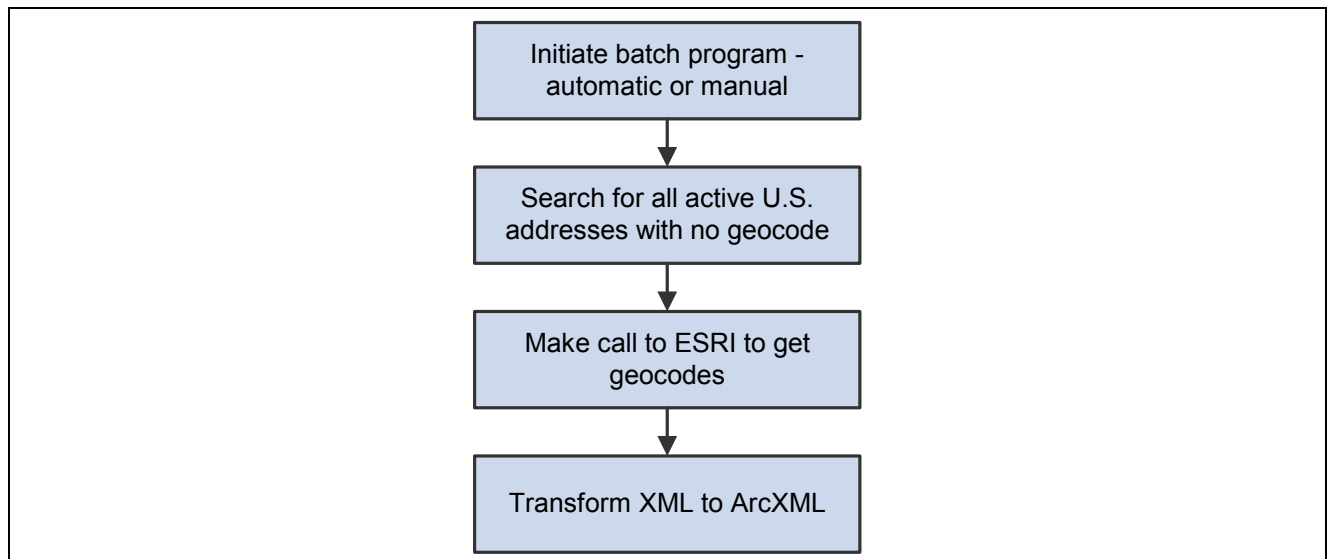 Initiate batch program -
automatic or manual
Search for all active U.S.
addresses with no geocode
Make call to ESRI to get
geocodes
Transform XML to ArcXML